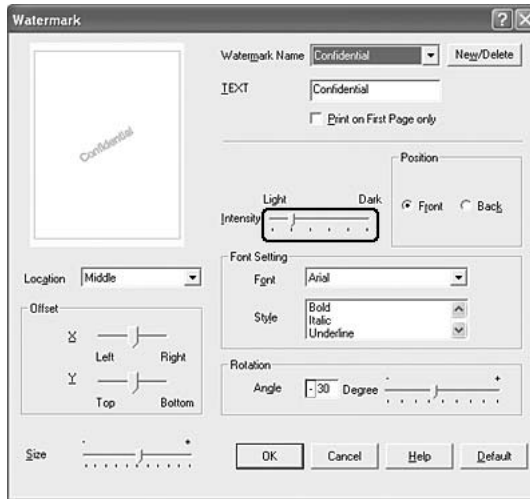 Watermark
Confidential
Watermark Name Confidential New/Delete
TEXT Confidential
Print on First Page only
Position
Front Back
Light Dark
Intensity
Location Middle
Font Setting
Font Arial
Style Bold
Italic
Underline
Offset
X
Left Right
Y
Top Bottom
Rotation
Angle -30 Degree - +
Size - +
OK Cancel Help Default